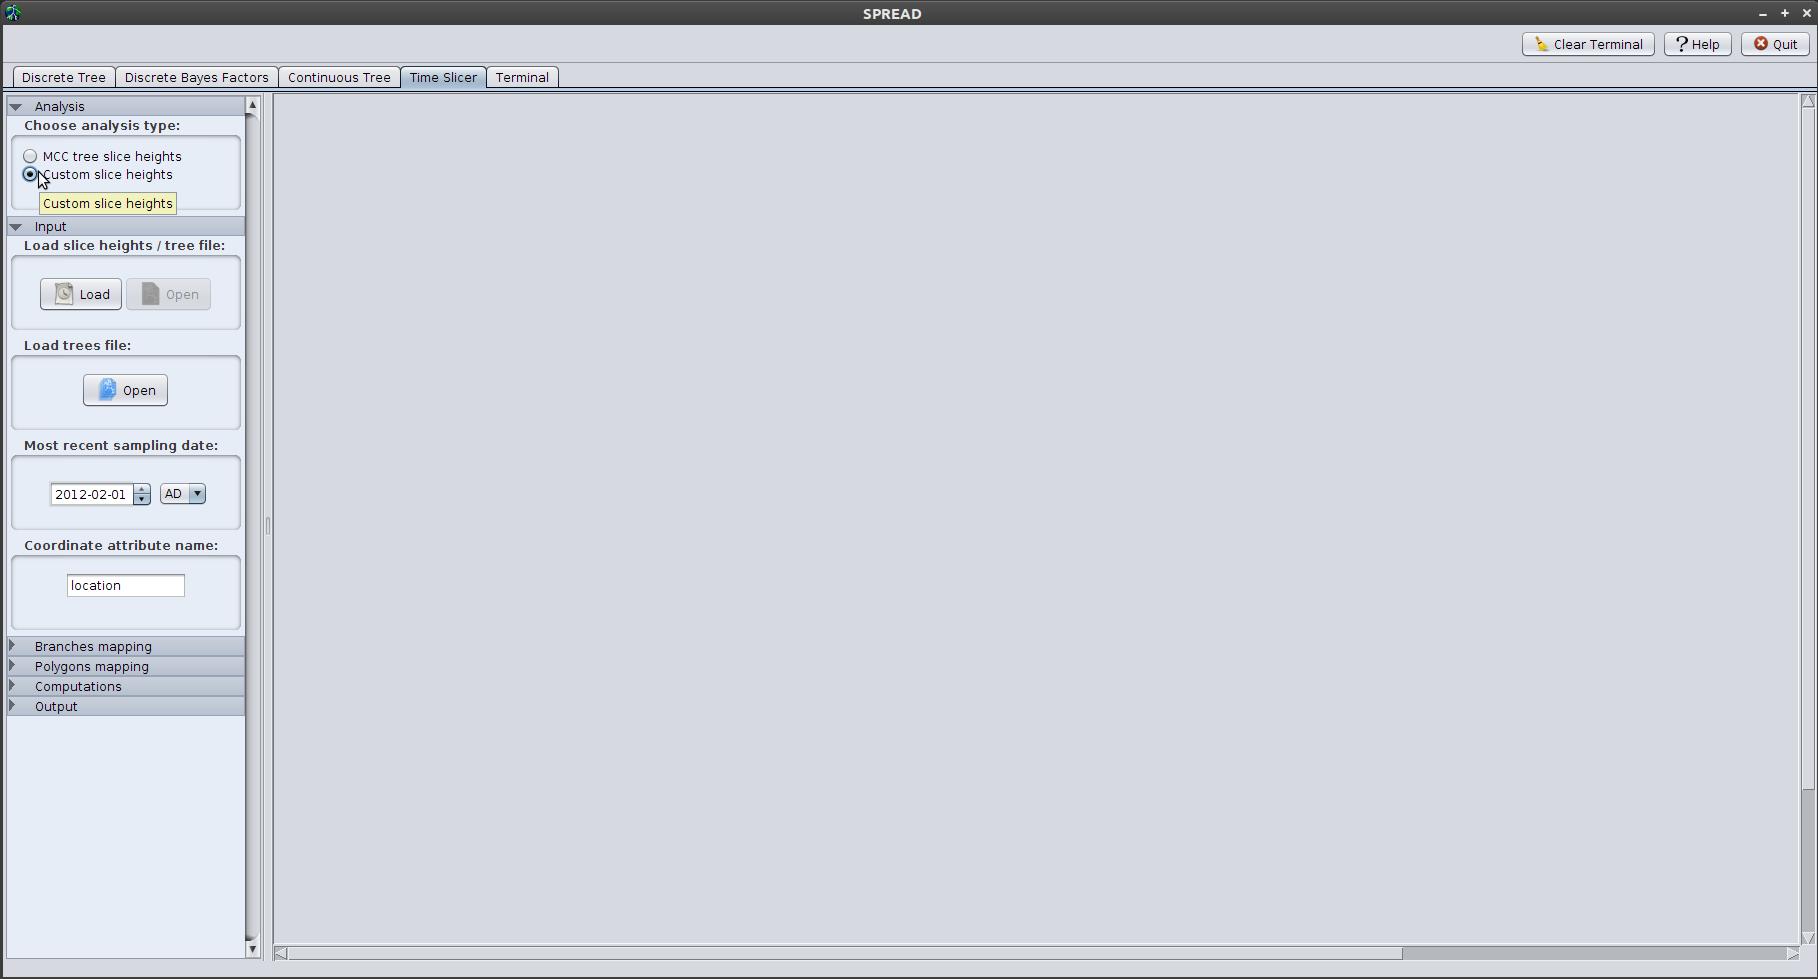 SPREAD
Clear Terminal
? Help
Quit
Discrete Tree
Discrete Bayes Factors
Continuous Tree
Time Slicer
Terminal
Analysis
Choose analysis type:
MCC tree slice heights
Custom slice heights
Custom slice heights
Input
Load slice heights / tree file:
Load
Open
Load trees file:
Open
Most recent sampling date:
2012-02-01
AD
Coordinate attribute name:
location
Branches mapping
Polygons mapping
Computations
Output